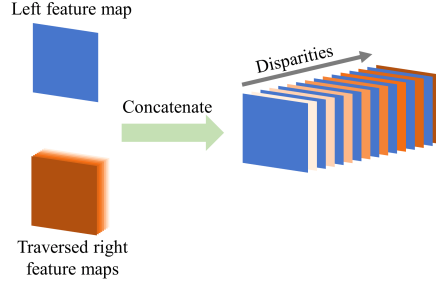 Left feature map
Disparities
Concatenate
Traversed right
feature maps